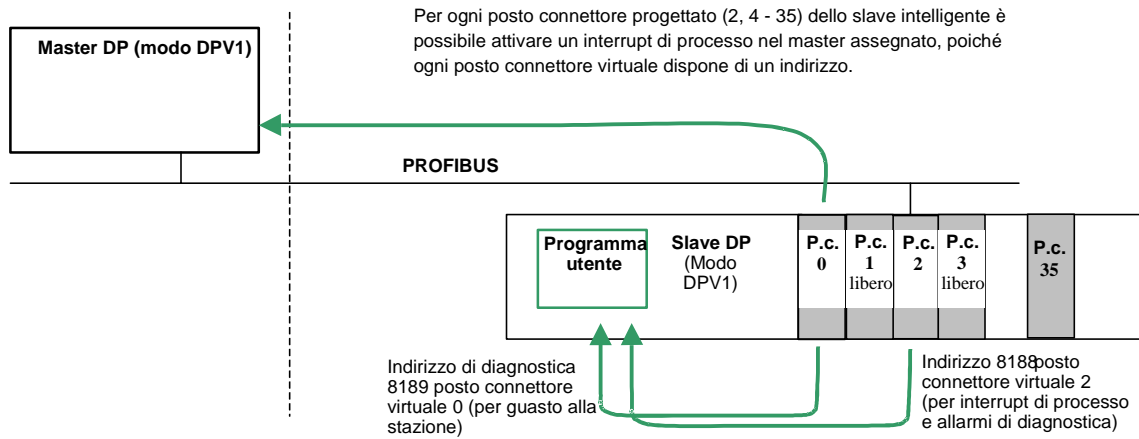 Per ogni posto connettore progettato (2, 4 - 35) dello slave intelligente è
possibile attivare un interrupt di processo nel master assegnato, poiché
ogni posto connettore virtuale dispone di un indirizzo.
Master DP (modo DPV1)
PROFIBUS
Programma
utente
Slave DP
(Modo
DPV1)
P.c.
0
P.c.
1
libero
P.c.
2
P.c.
3
libero
P.c.
35
Indirizzo di diagnostica
8189 posto connettore
virtuale 0 (per guasto alla
stazione)
Indirizzo 8188 posto
connettore virtuale 2
(per interrupt di processo
e allarmi di diagnostica)